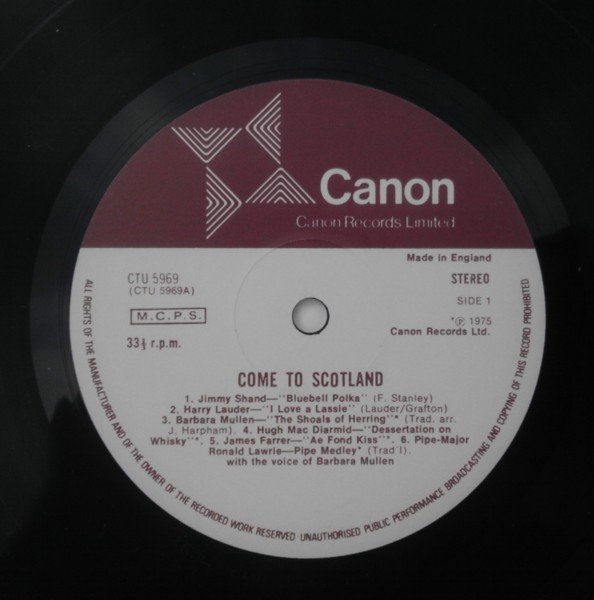 Canon
Canon Records Limited
Made in England
CTU 5969
(CTU 5969A)
STEREO
M.C.P.S.
SIDE 1
33⅓ r.p.m.
*Ⓟ 1975
Canon Records Ltd.
COME TO SCOTLAND
1. Jimmy Shand—"Bluebell Polka" (F. Stanley)
2. Harry Lauder—"I Love a Lassie" (Lauder/Grafton)
3. Barbara Mullen—"The Shoals of Herring"* (Trad. arr.
J. Harpham). 4. Hugh Mac Diarmid—"Dessertation on
Whisky"*. 5. James Farrer—"Ae Fond Kiss"*. 6. Pipe-Major
Ronald Lawrie—Pipe Medley* (Trad'l).
with the voice of Barbara Mullen
ALL RIGHTS OF THE MANUFACTURER AND OF THE OWNER OF THE RECORDED WORK RESERVED UNAUTHORISED PUBLIC PERFORMANCE BROADCASTING AND COPYING OF THIS RECORD PROHIBITED